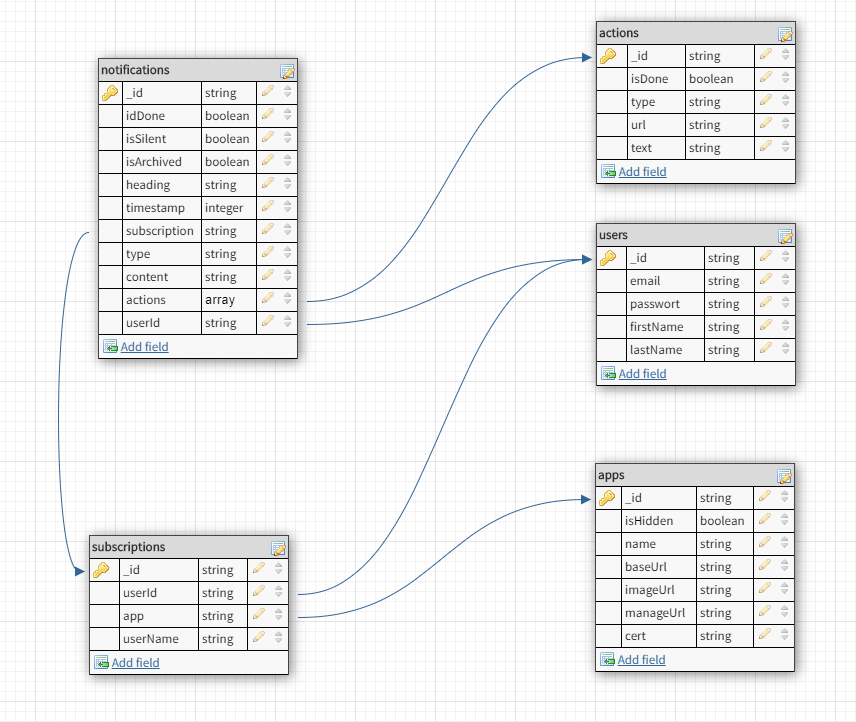 notifications
_id string
idDone boolean
isSilent boolean
isArchived boolean
heading string
timestamp integer
subscription string
type string
content string
actions array
userId string
Add field
actions
_id string
isDone boolean
type string
url string
text string
Add field
users
_id string
email string
passwort string
firstName string
lastName string
Add field
subscriptions
_id string
userId string
app string
userName string
Add field
apps
_id string
isHidden boolean
name string
baseUrl string
imageUrl string
manageUrl string
cert string
Add field